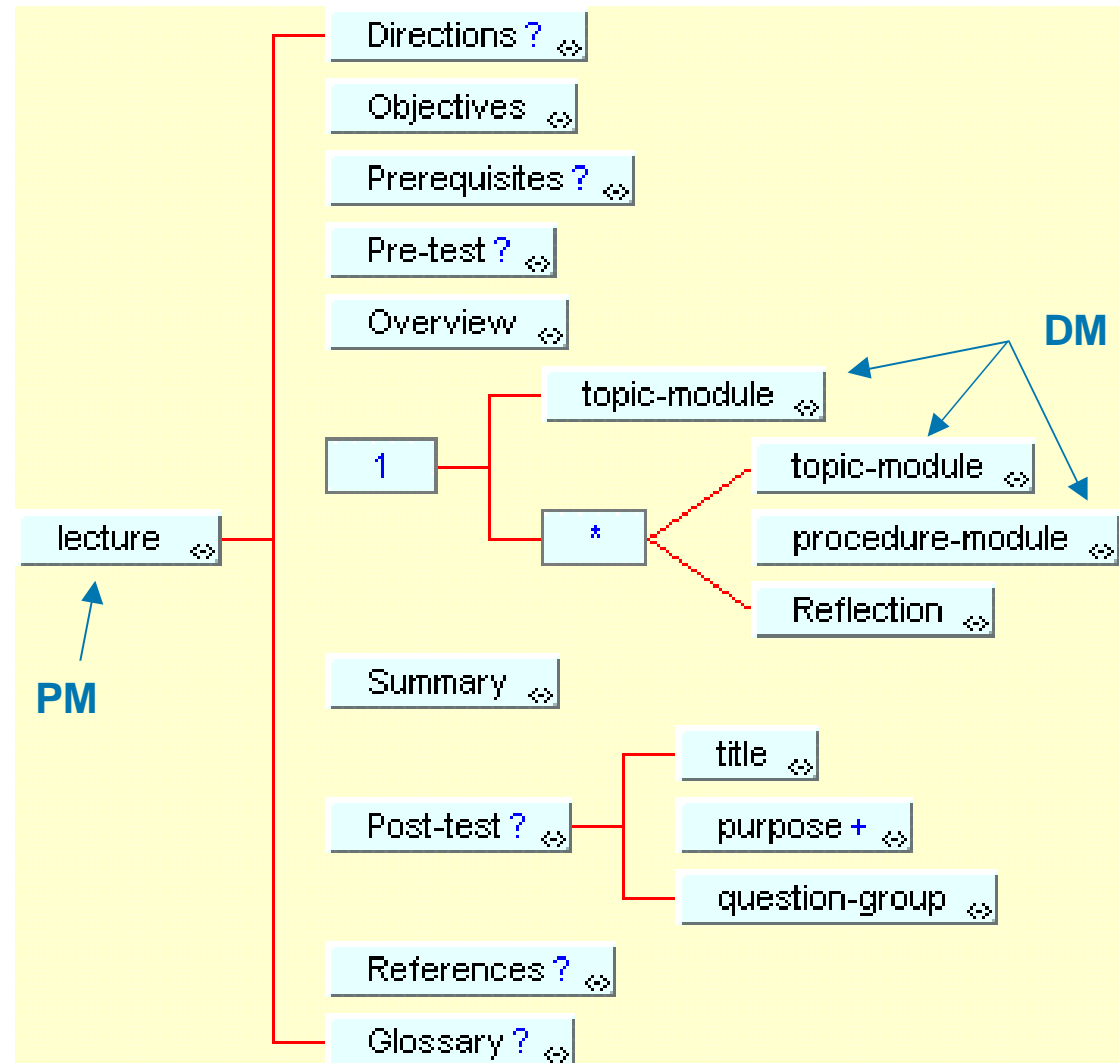 Directions ?
Objectives
Prerequisites ?
Pre-test ?
Overview
DM
topic-module
1
topic-module
*
lecture
procedure-module
Reflection
PM
Summary
title
Post-test ?
purpose +
question-group
References ?
Glossary ?